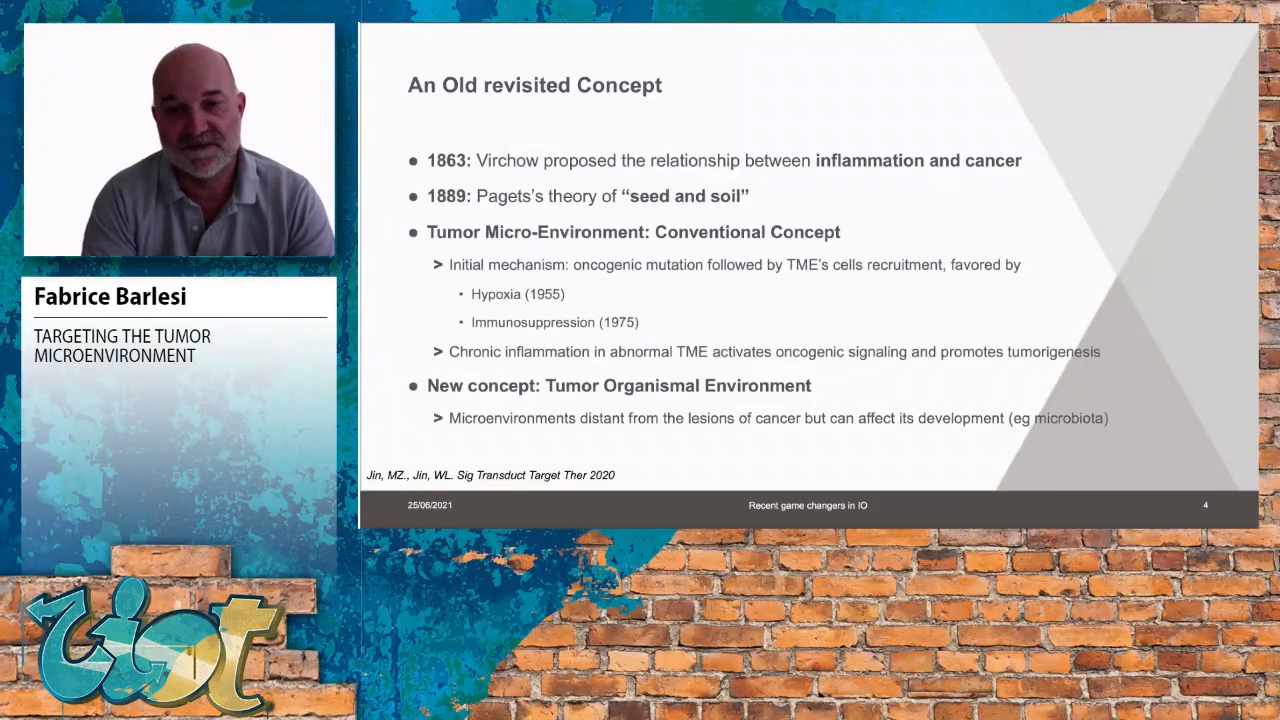 Fabrice Barlesi
TARGETING THE TUMOR
MICROENVIRONMENT
An Old revisited Concept
● 1863: Virchow proposed the relationship between inflammation and cancer
● 1889: Pagets's theory of “seed and soil”
● Tumor Micro-Environment: Conventional Concept
➤ Initial mechanism: oncogenic mutation followed by TME's cells recruitment, favored by
• Hypoxia (1955)
• Immunosuppression (1975)
➤ Chronic inflammation in abnormal TME activates oncogenic signaling and promotes tumorigenesis
● New concept: Tumor Organismal Environment
➤ Microenvironments distant from the lesions of cancer but can affect its development (eg microbiota)
Jin, MZ., Jin, WL. Sig Transduct Target Ther 2020
25/06/2021 Recent game changers in IO 4